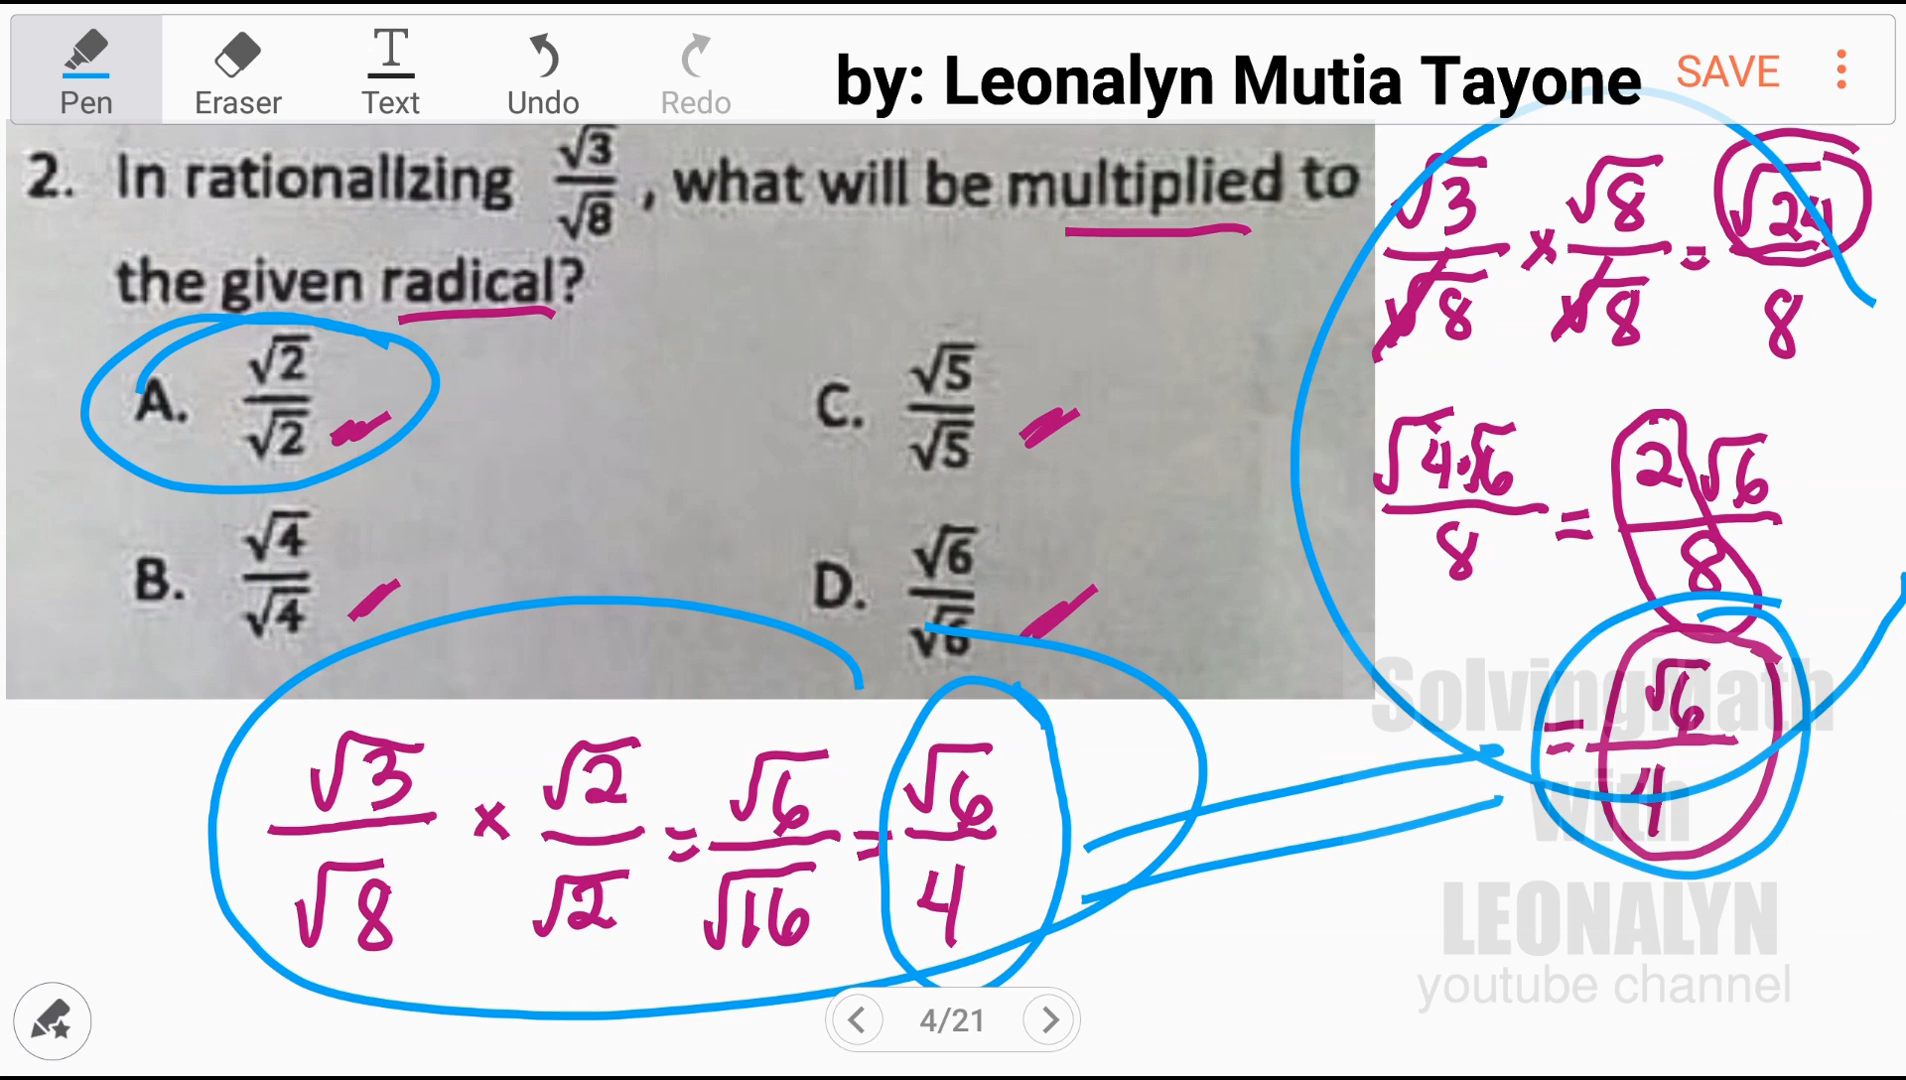 Pen Eraser Text Undo Redo by: Leonalyn Mutia Tayone SAVE
2. In rationalizing √3/√8, what will be multiplied to
the given radical?
A. √2/√2
B. √4/√4
C. √5/√5
D. √6/√6
√3/√8 × √8/√8 = √24/8
√4·√6/8 = 2√6/8
= √6/4
√3/√8 × √2/√2 = √6/√16 = √6/4
SolvingMath
with
LEONALYN
youtube channel
4/21